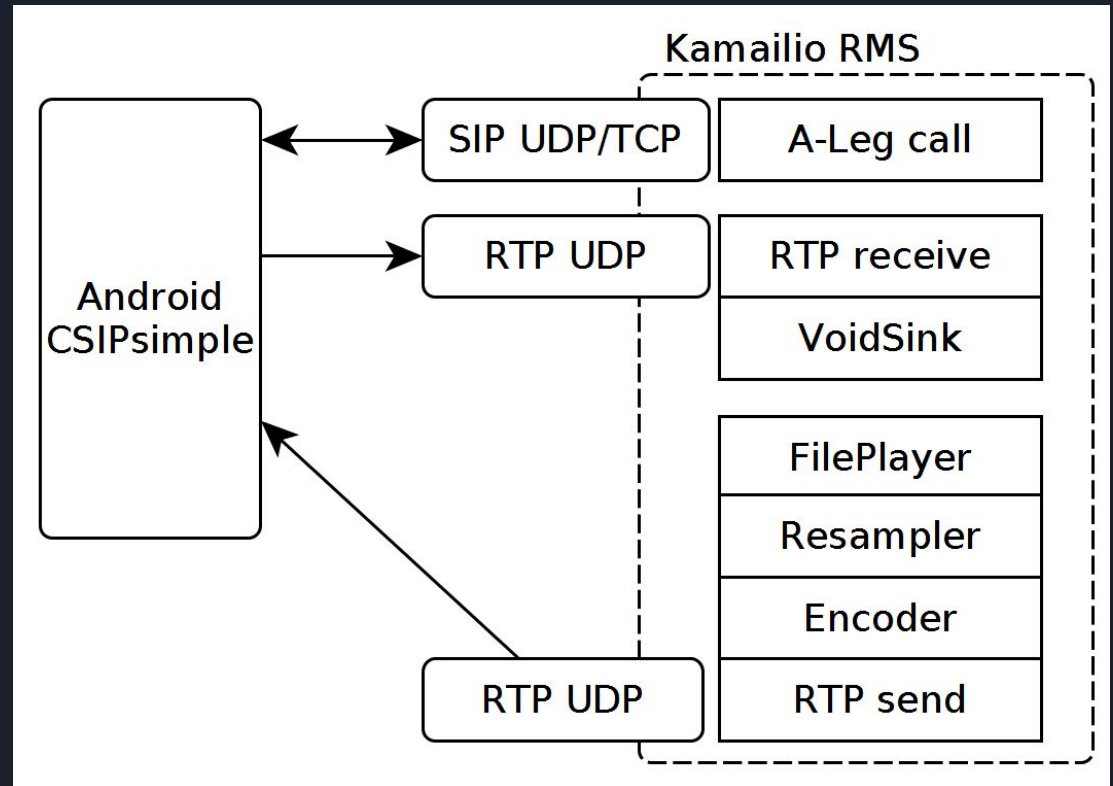 Kamailio RMS
SIP UDP/TCP
A-Leg call
RTP UDP
RTP receive
Android
CSIPsimple
VoidSink
FilePlayer
Resampler
Encoder
RTP UDP
RTP send